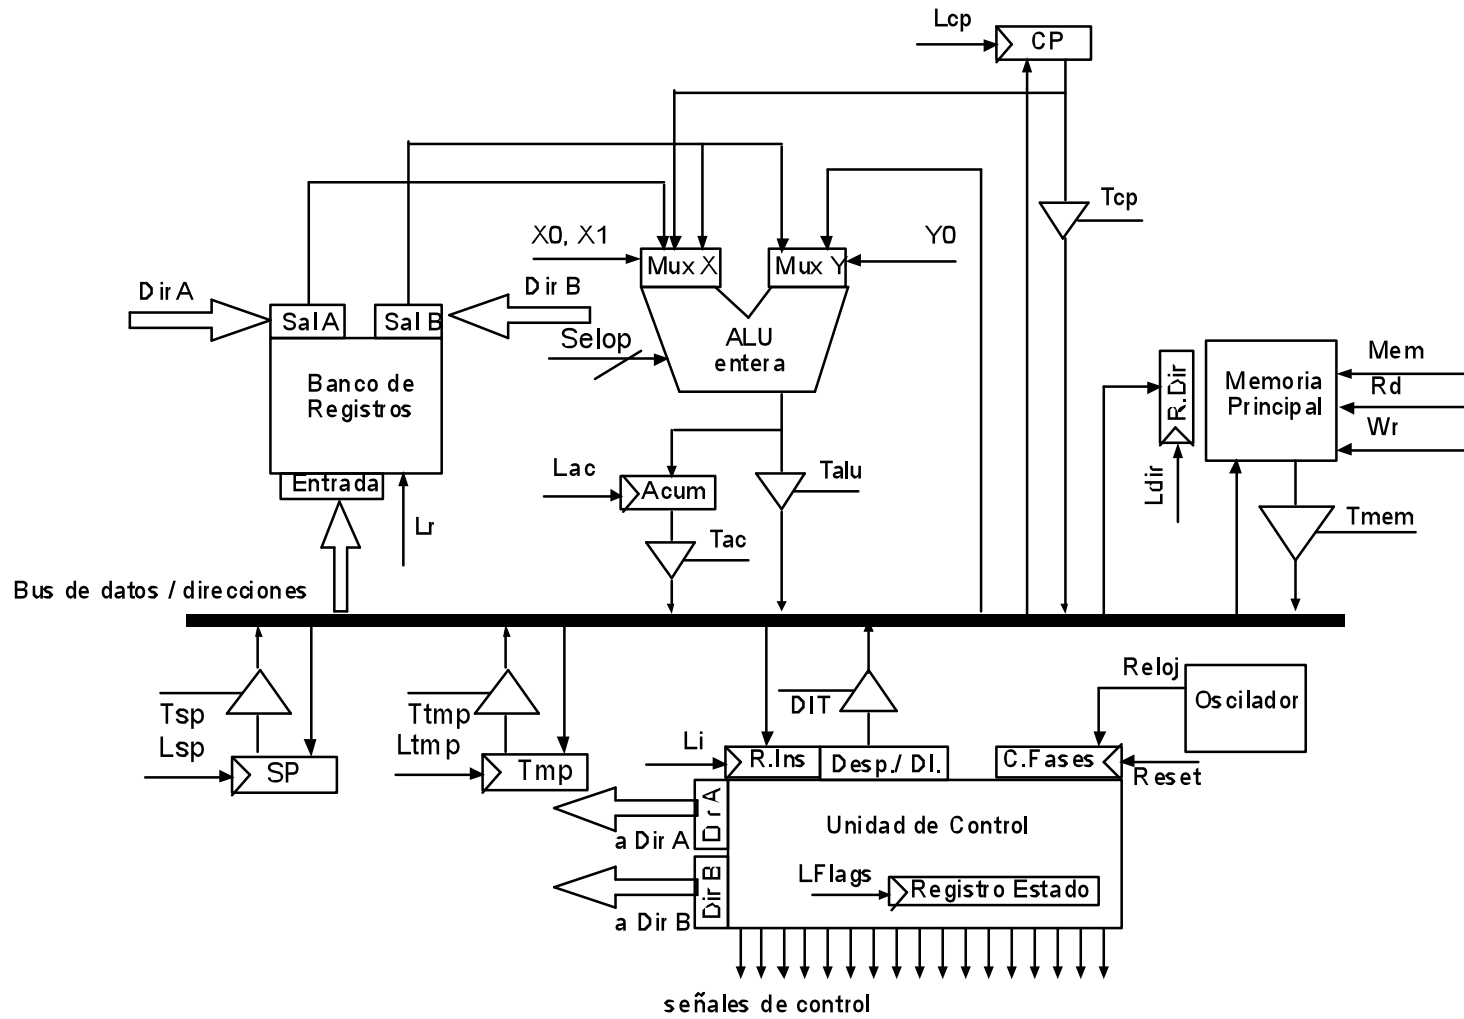 Lcp
CP
Tcp
X0, X1
Y0
Mux X
Mux Y
Dir A
Dir B
Sal A
Sal B
Selop
ALU
entera
Banco de
Registros
R.Dir
Memoria
Principal
Mem
Rd
Wr
Lac
Acum
Talu
Entrada
Lr
Ldir
Tmem
Tac
Bus de datos / direcciones
Tsp
Lsp
SP
Ttmp
Ltmp
Tmp
DIT
Li
R.Ins
Desp./ DI.
C.Fases
Reloj
Oscilador
Reset
Dir A
a Dir A
Unidad de Control
LFlags
Registro Estado
Dir B
a Dir B
señales de control